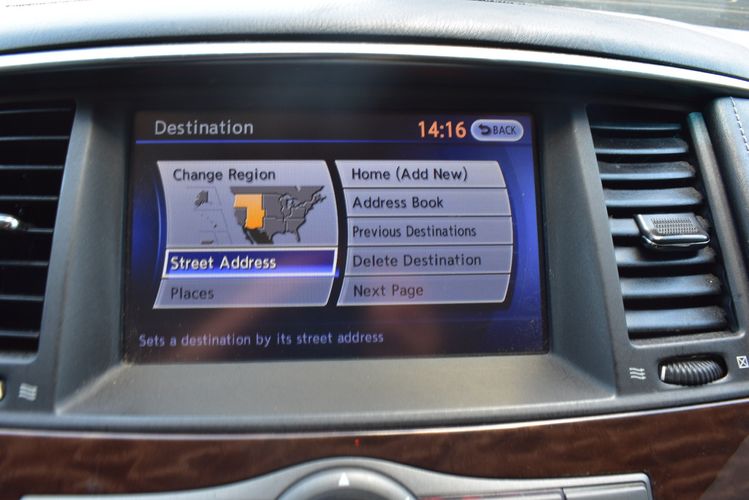 Destination
14:16
BACK
Change Region
Home (Add New)
Address Book
Previous Destinations
Street Address
Delete Destination
Places
Next Page
Sets a destination by its street address